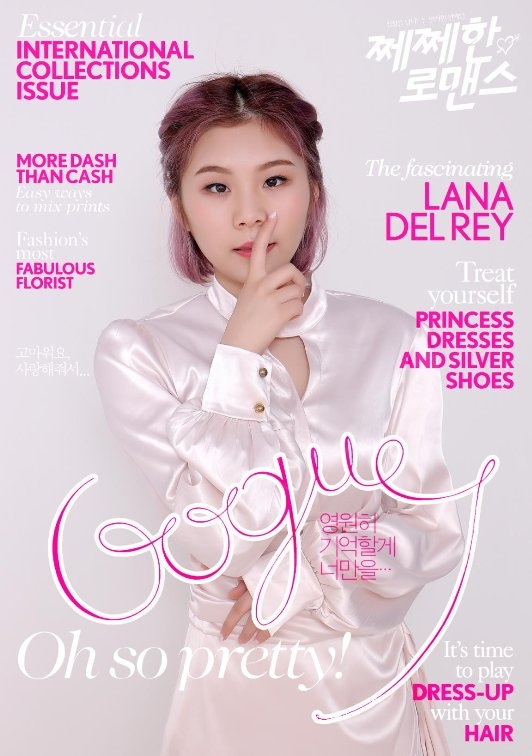 Essential
INTERNATIONAL
COLLECTIONS
ISSUE
쩨쩨한
로맨스
MORE DASH
THAN CASH
Easy ways
to mix prints
Fashion's
most
FABULOUS
FLORIST
고마워요,
사랑해줘서...
The fascinating
LANA
DEL REY
Treat
yourself
PRINCESS
DRESSES
AND SILVER
SHOES
Vogue
영원히
기억할게
너만을...
Oh so pretty!
It's time
to play
DRESS-UP
with your
HAIR